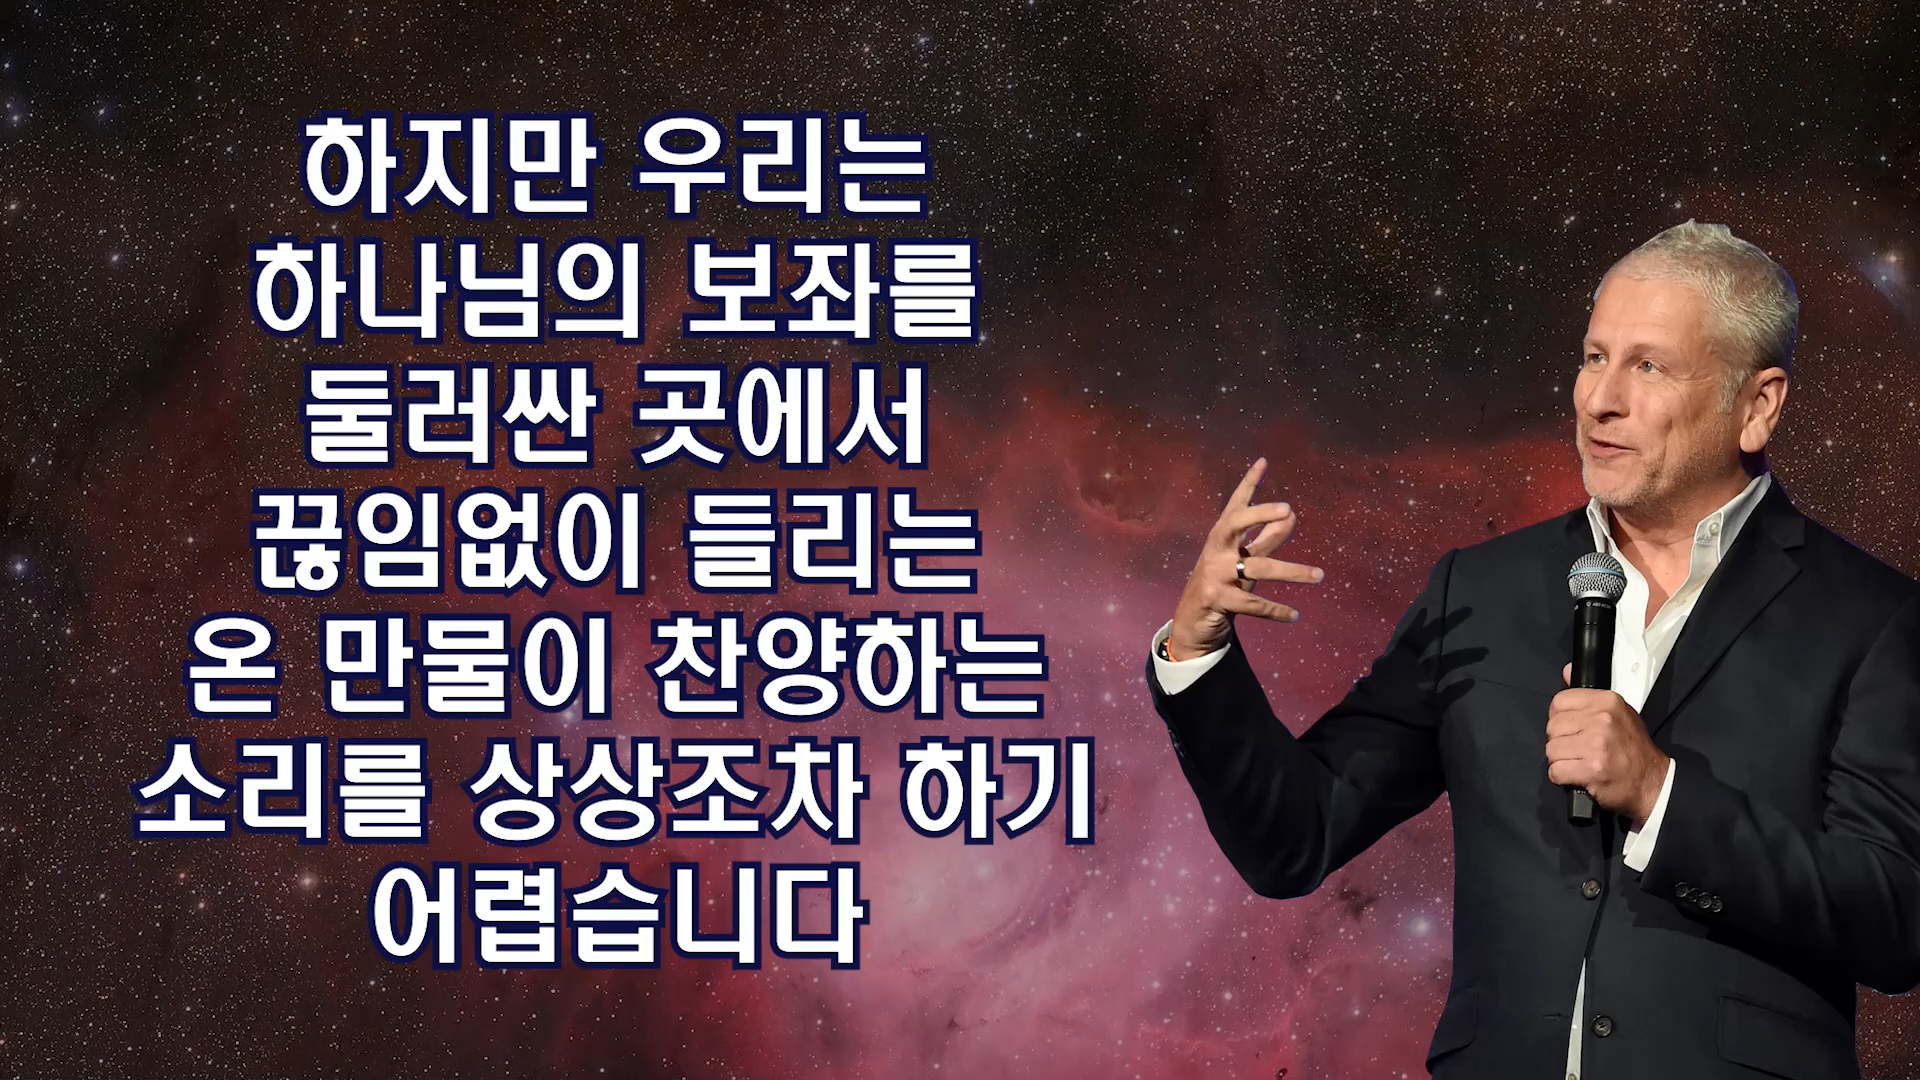 하지만 우리는
하나님의 보좌를
둘러싼 곳에서
끊임없이 들리는
온 만물이 찬양하는
소리를 상상조차 하기
어렵습니다